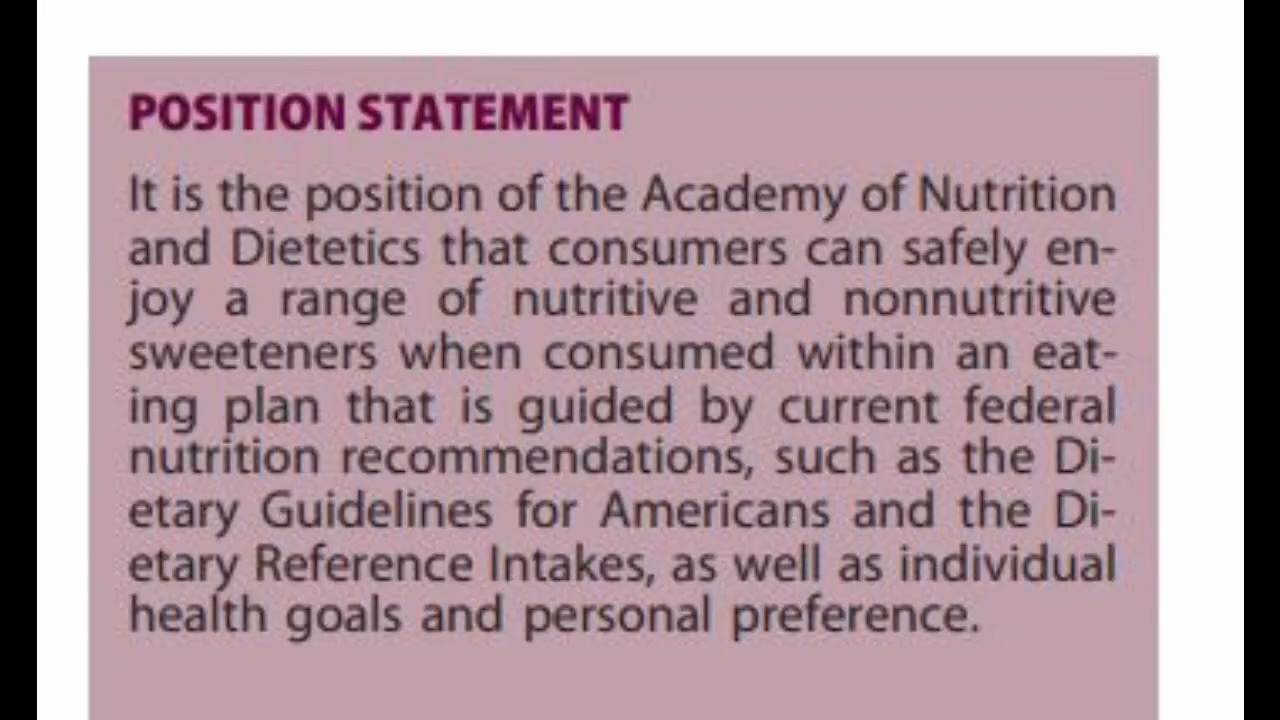 POSITION STATEMENT
It is the position of the Academy of Nutrition
and Dietetics that consumers can safely en-
joy a range of nutritive and nonnutritive
sweeteners when consumed within an eat-
ing plan that is guided by current federal
nutrition recommendations, such as the Di-
etary Guidelines for Americans and the Di-
etary Reference Intakes, as well as individual
health goals and personal preference.